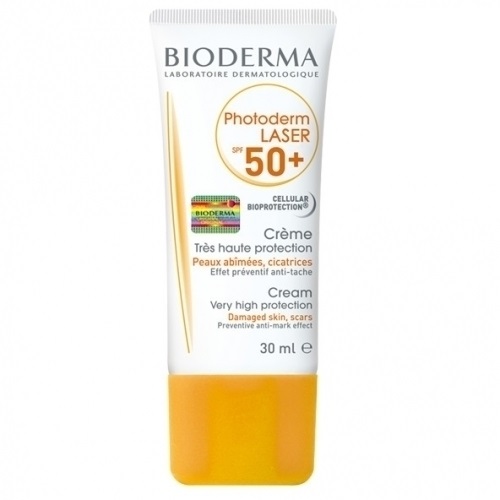 BIODERMA
LABORATOIRE DERMATOLOGIQUE
Photoderm
LASER
SPF 50+
CELLULAR
BIOPROTECTION®
BIODERMA
Crème
Très haute protection
Peaux abîmées, cicatrices
Effet préventif anti-tache
Cream
Very high protection
Damaged skin, scars
Preventive anti-mark effect
30 ml ℮